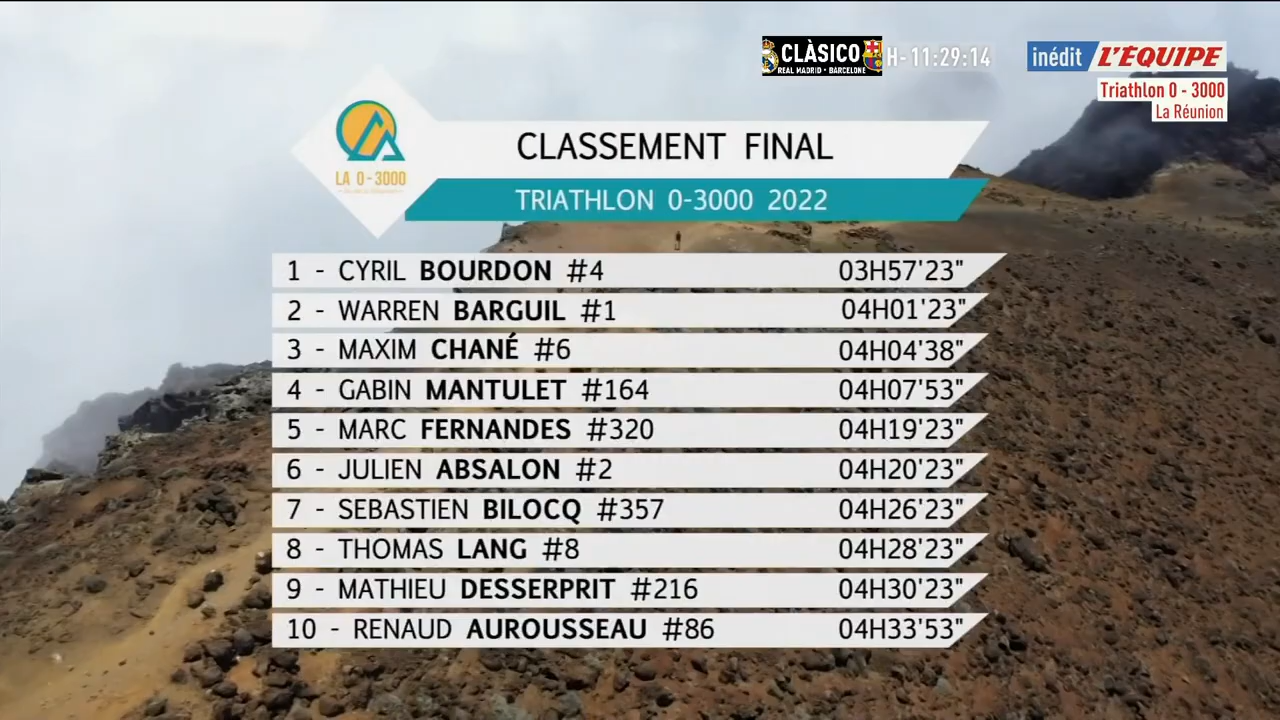 CLÀSICO
REAL MADRID • BARCELONE
H- 11:29:14
inédit L'ÉQUIPE
Triathlon 0 - 3000
La Réunion
LA 0-3000
CLASSEMENT FINAL
TRIATHLON 0-3000 2022
1 - CYRIL BOURDON #4 03H57'23"
2 - WARREN BARGUIL #1 04H01'23"
3 - MAXIM CHANÉ #6 04H04'38"
4 - GABIN MANTULET #164 04H07'53"
5 - MARC FERNANDES #320 04H19'23"
6 - JULIEN ABSALON #2 04H20'23"
7 - SEBASTIEN BILOCQ #357 04H26'23"
8 - THOMAS LANG #8 04H28'23"
9 - MATHIEU DESSERPRIT #216 04H30'23"
10 - RENAUD AUROUSSEAU #86 04H33'53"